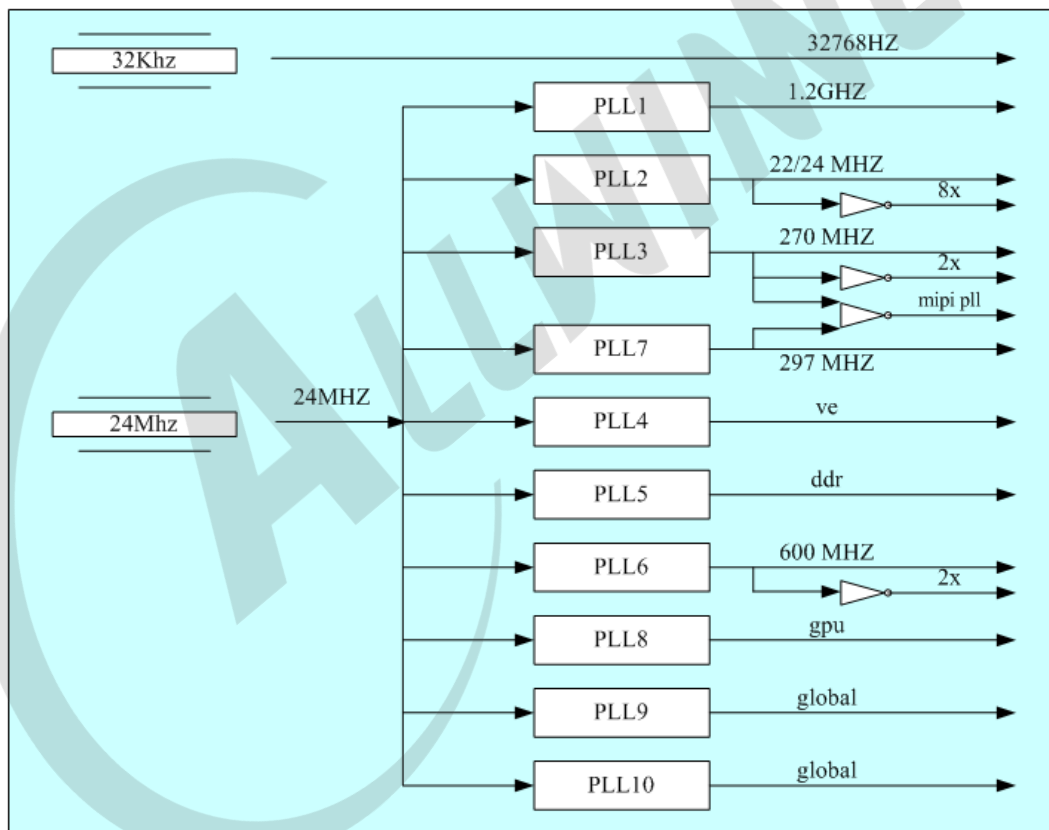 32Khz
32768HZ
PLL1
1.2GHZ
PLL2
22/24 MHZ
8x
PLL3
270 MHZ
2x
mipi pll
PLL7
297 MHZ
24Mhz
24MHZ
PLL4
ve
PLL5
ddr
PLL6
600 MHZ
2x
PLL8
gpu
PLL9
global
PLL10
global
ALLWINE